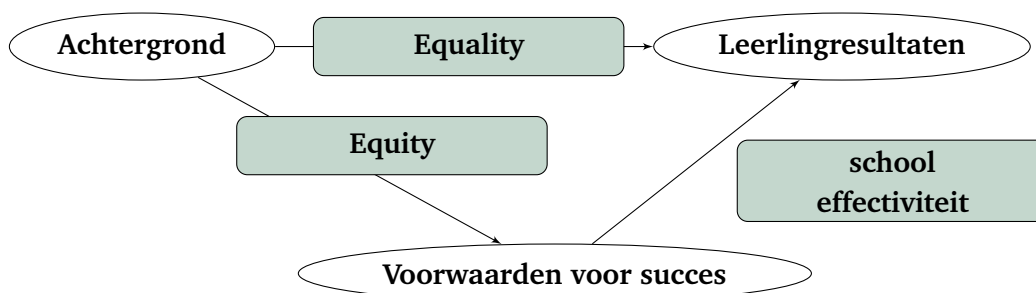 Achtergrond
Equality
Leerlingresultaten
Equity
school
effectiviteit
Voorwaarden voor succes